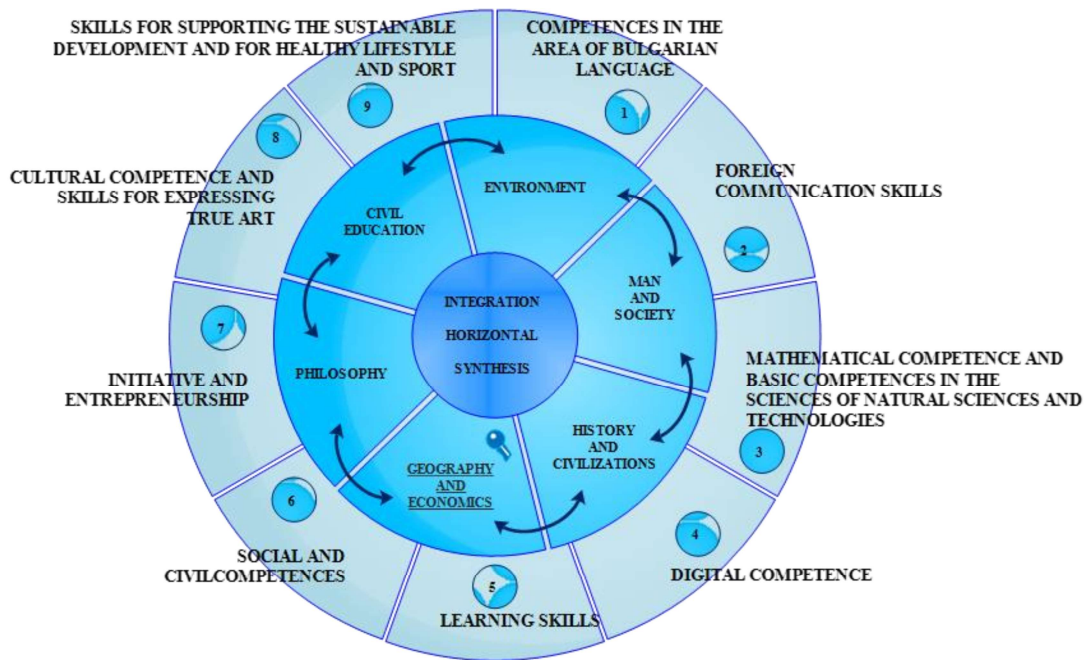 SKILLS FOR SUPPORTING THE SUSTAINABLE
DEVELOPMENT AND FOR HEALTHY LIFESTYLE
AND SPORT
9
COMPETENCES IN THE
AREA OF BULGARIAN
LANGUAGE
1
FOREIGN
COMMUNICATION SKILLS
2
MATHEMATICAL COMPETENCE AND
BASIC COMPETENCES IN THE
SCIENCES OF NATURAL SCIENCES AND
TECHNOLOGIES
3
4
DIGITAL COMPETENCE
5
LEARNING SKILLS
6
SOCIAL AND
CIVILCOMPETENCES
7
INITIATIVE AND
ENTREPRENEURSHIP
8
CULTURAL COMPETENCE AND
SKILLS FOR EXPRESSING
TRUE ART
ENVIRONMENT
MAN
AND
SOCIETY
HISTORY
AND
CIVILIZATIONS
GEOGRAPHY
AND
ECONOMICS
PHILOSOPHY
CIVIL
EDUCATION
INTEGRATION
HORIZONTAL
SYNTHESIS